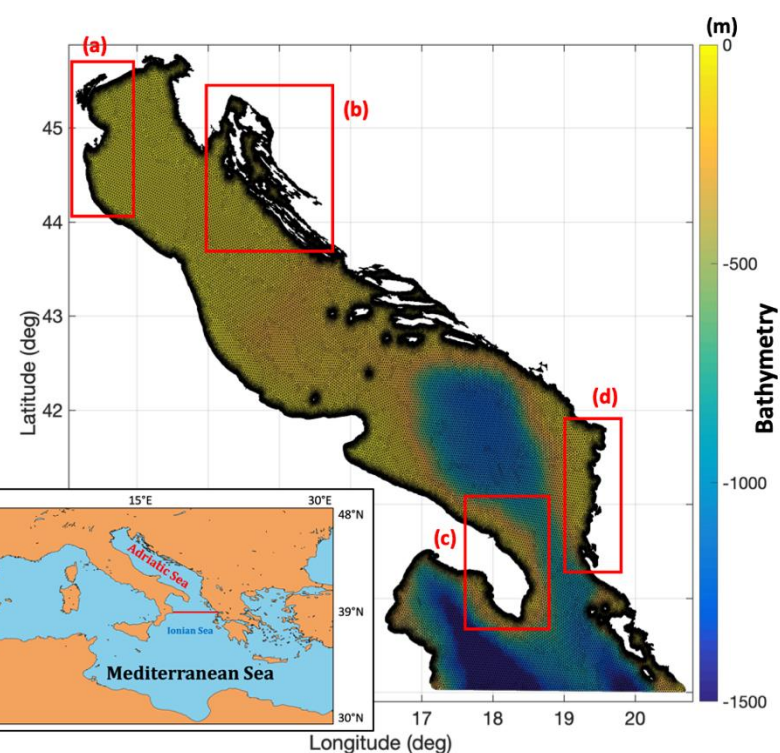 (m)
(a)
(b)
(c)
(d)
45
44
43
42
Latitude (deg)
17
18
19
20
Longitude (deg)
0
-500
-1000
-1500
Bathymetry
15°E
30°E
48°N
39°N
30°N
Adriatic Sea
Ionian Sea
Mediterranean Sea